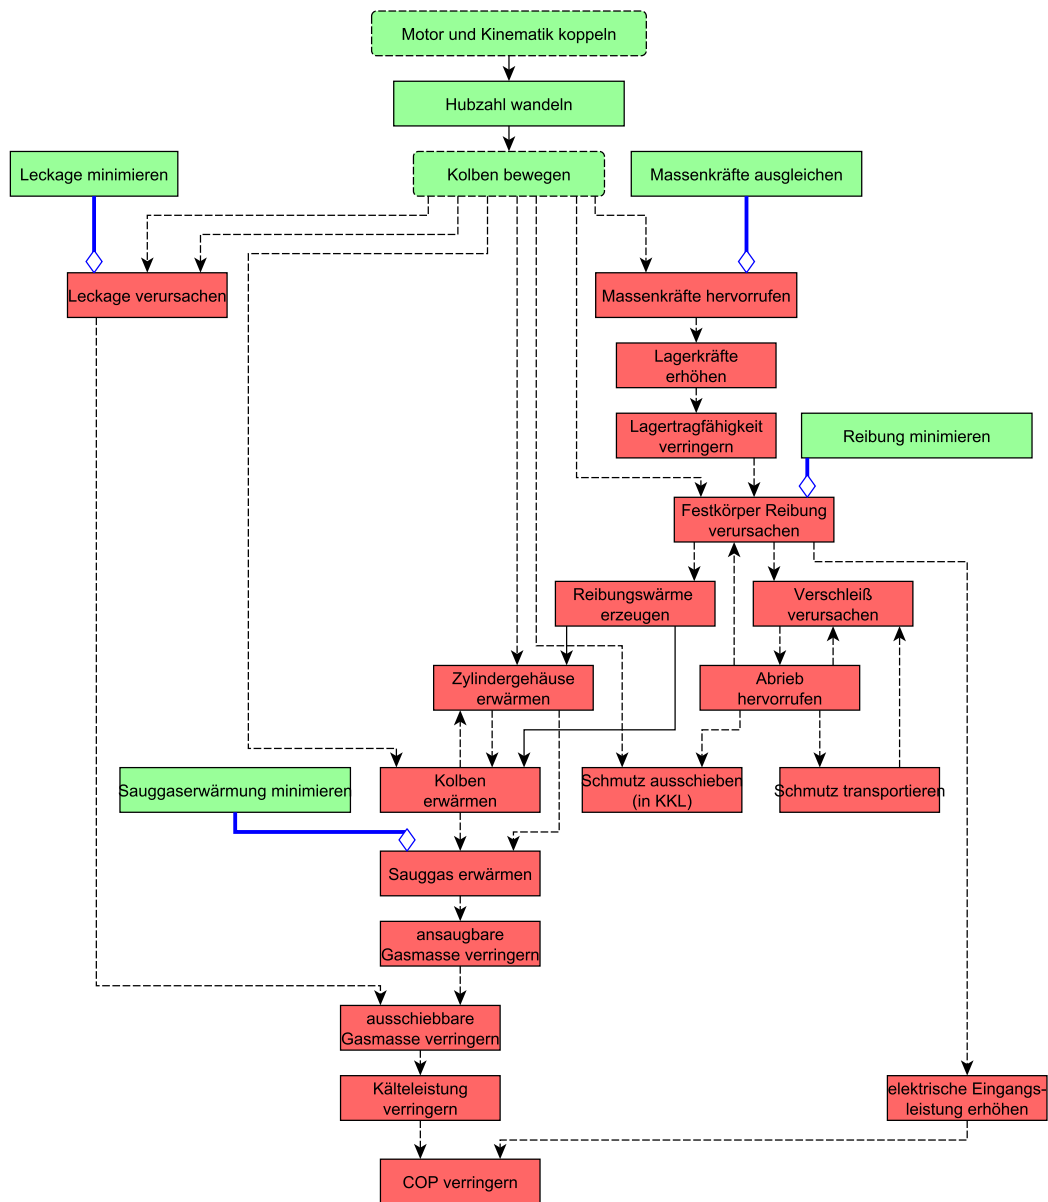 Motor und Kinematik koppeln
Hubzahl wandeln
Leckage minimieren
Kolben bewegen
Massenkräfte ausgleichen
Leckage verursachen
Massenkräfte hervorrufen
Lagerkräfte
erhöhen
Lagertragfähigkeit
verringern
Reibung minimieren
Festkörper Reibung
verursachen
Reibungswärme
erzeugen
Verschleiß
verursachen
Zylindergehäuse
erwärmen
Abrieb
hervorrufen
Sauggaserwärmung minimieren
Kolben
erwärmen
Schmutz ausschieben
(in KKL)
Schmutz transportieren
Sauggas erwärmen
ansaugbare
Gasmasse verringern
ausschiebbare
Gasmasse verringern
Kälteleistung
verringern
elektrische Eingangs-
leistung erhöhen
COP verringern